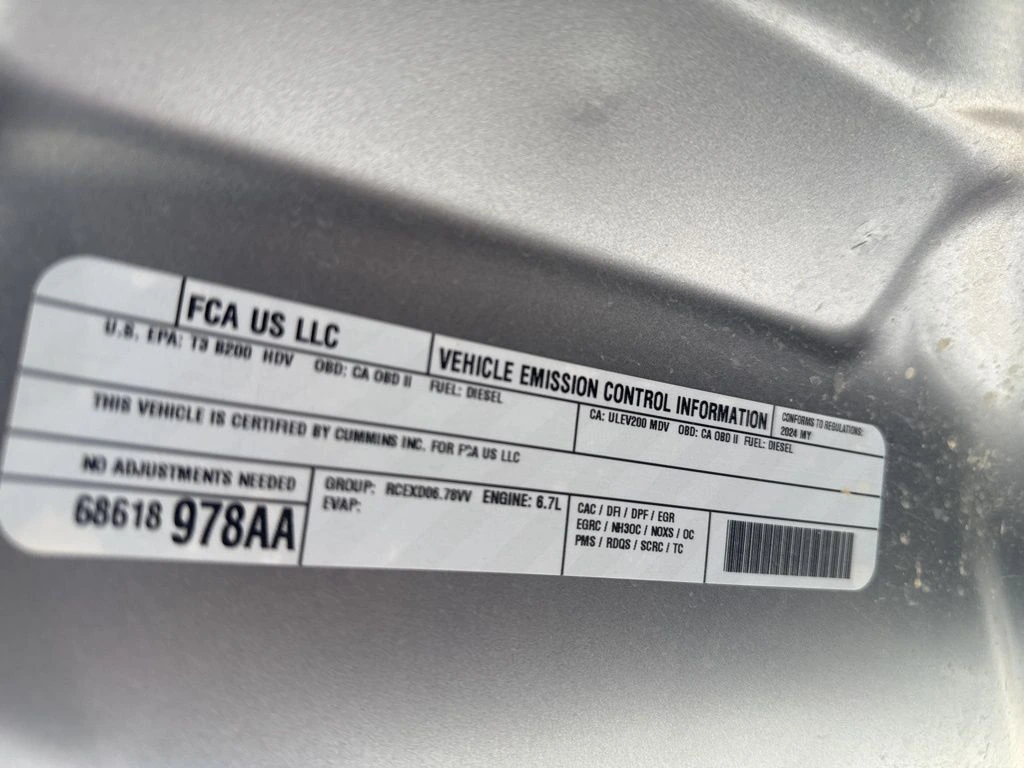 FCA US LLC
VEHICLE EMISSION CONTROL INFORMATION
CONFORMS TO REGULATIONS:
2024 MY
U.S. EPA: T3 B200 HDV OBD: CA OBD II FUEL: DIESEL
CA: ULEV200 MDV OBD: CA OBD II FUEL: DIESEL
THIS VEHICLE IS CERTIFIED BY CUMMINS INC. FOR FCA US LLC
NO ADJUSTMENTS NEEDED
68618 978AA
GROUP: RCEXD06.78VV ENGINE: 6.7L
EVAP:
CAC / DFI / DPF / EGR
EGRC / NH3OC / NOXS / OC
PMS / RDQS / SCRC / TC